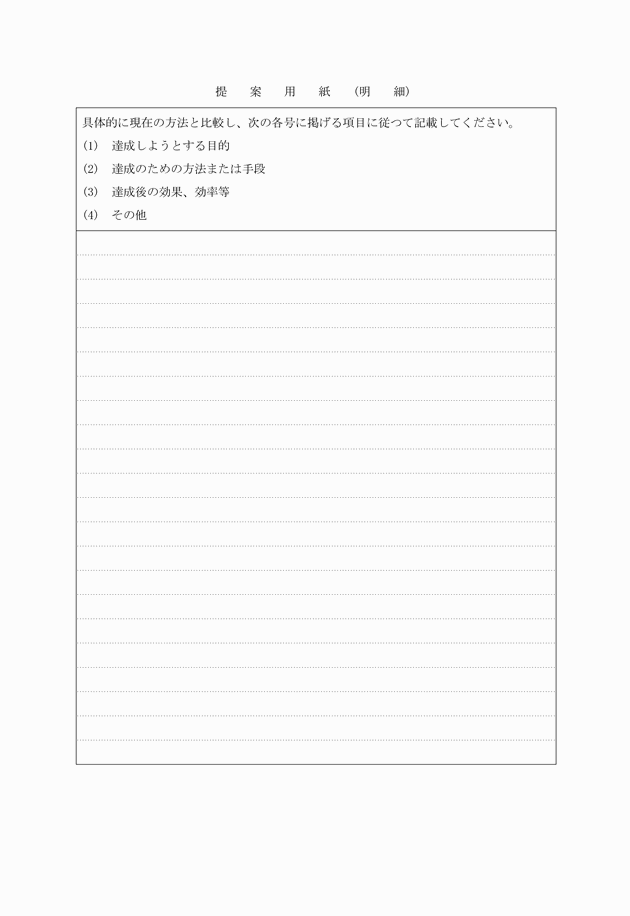 提　案　用　紙　(明　細)
具体的に現在の方法と比較し、次の各号に掲げる項目に従つて記載してください。
(1)　達成しようとする目的
(2)　達成のための方法または手段
(3)　達成後の効果、効率等
(4)　その他